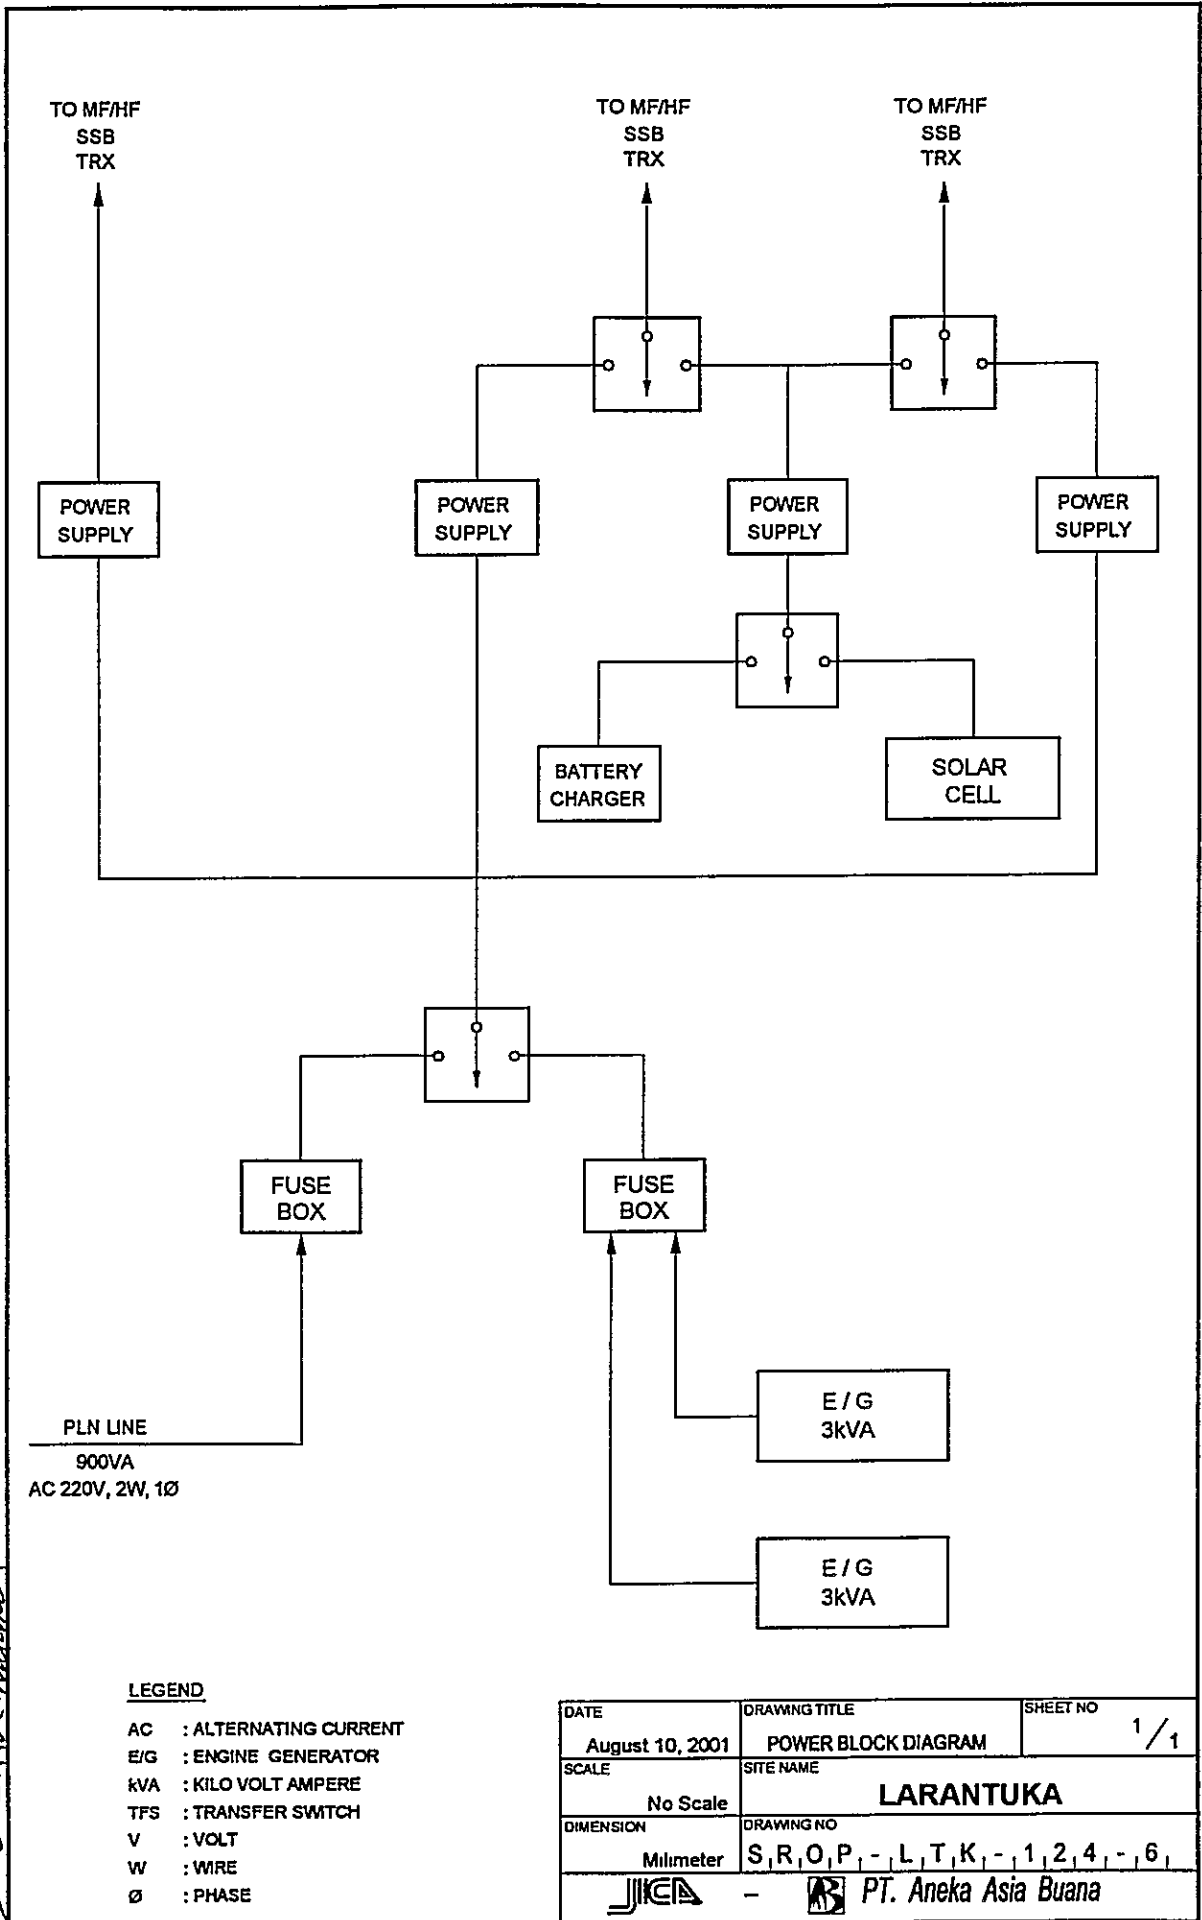 TO MF/HF
SSB
TRX
TO MF/HF
SSB
TRX
TO MF/HF
SSB
TRX
POWER
SUPPLY
POWER
SUPPLY
POWER
SUPPLY
POWER
SUPPLY
BATTERY
CHARGER
SOLAR
CELL
FUSE
BOX
FUSE
BOX
PLN LINE
900VA
AC 220V, 2W, 1Ø
E / G
3kVA
E / G
3kVA
LEGEND
AC : ALTERNATING CURRENT
E/G : ENGINE GENERATOR
kVA : KILO VOLT AMPERE
TFS : TRANSFER SWITCH
V : VOLT
W : WIRE
Ø : PHASE
DATE
August 10, 2001
DRAWING TITLE
POWER BLOCK DIAGRAM
SHEET NO
1/1
SCALE
No Scale
SITE NAME
LARANTUKA
DIMENSION
Milimeter
DRAWING NO
SROP-LTK-124-6
JICA - PT. Aneka Asia Buana